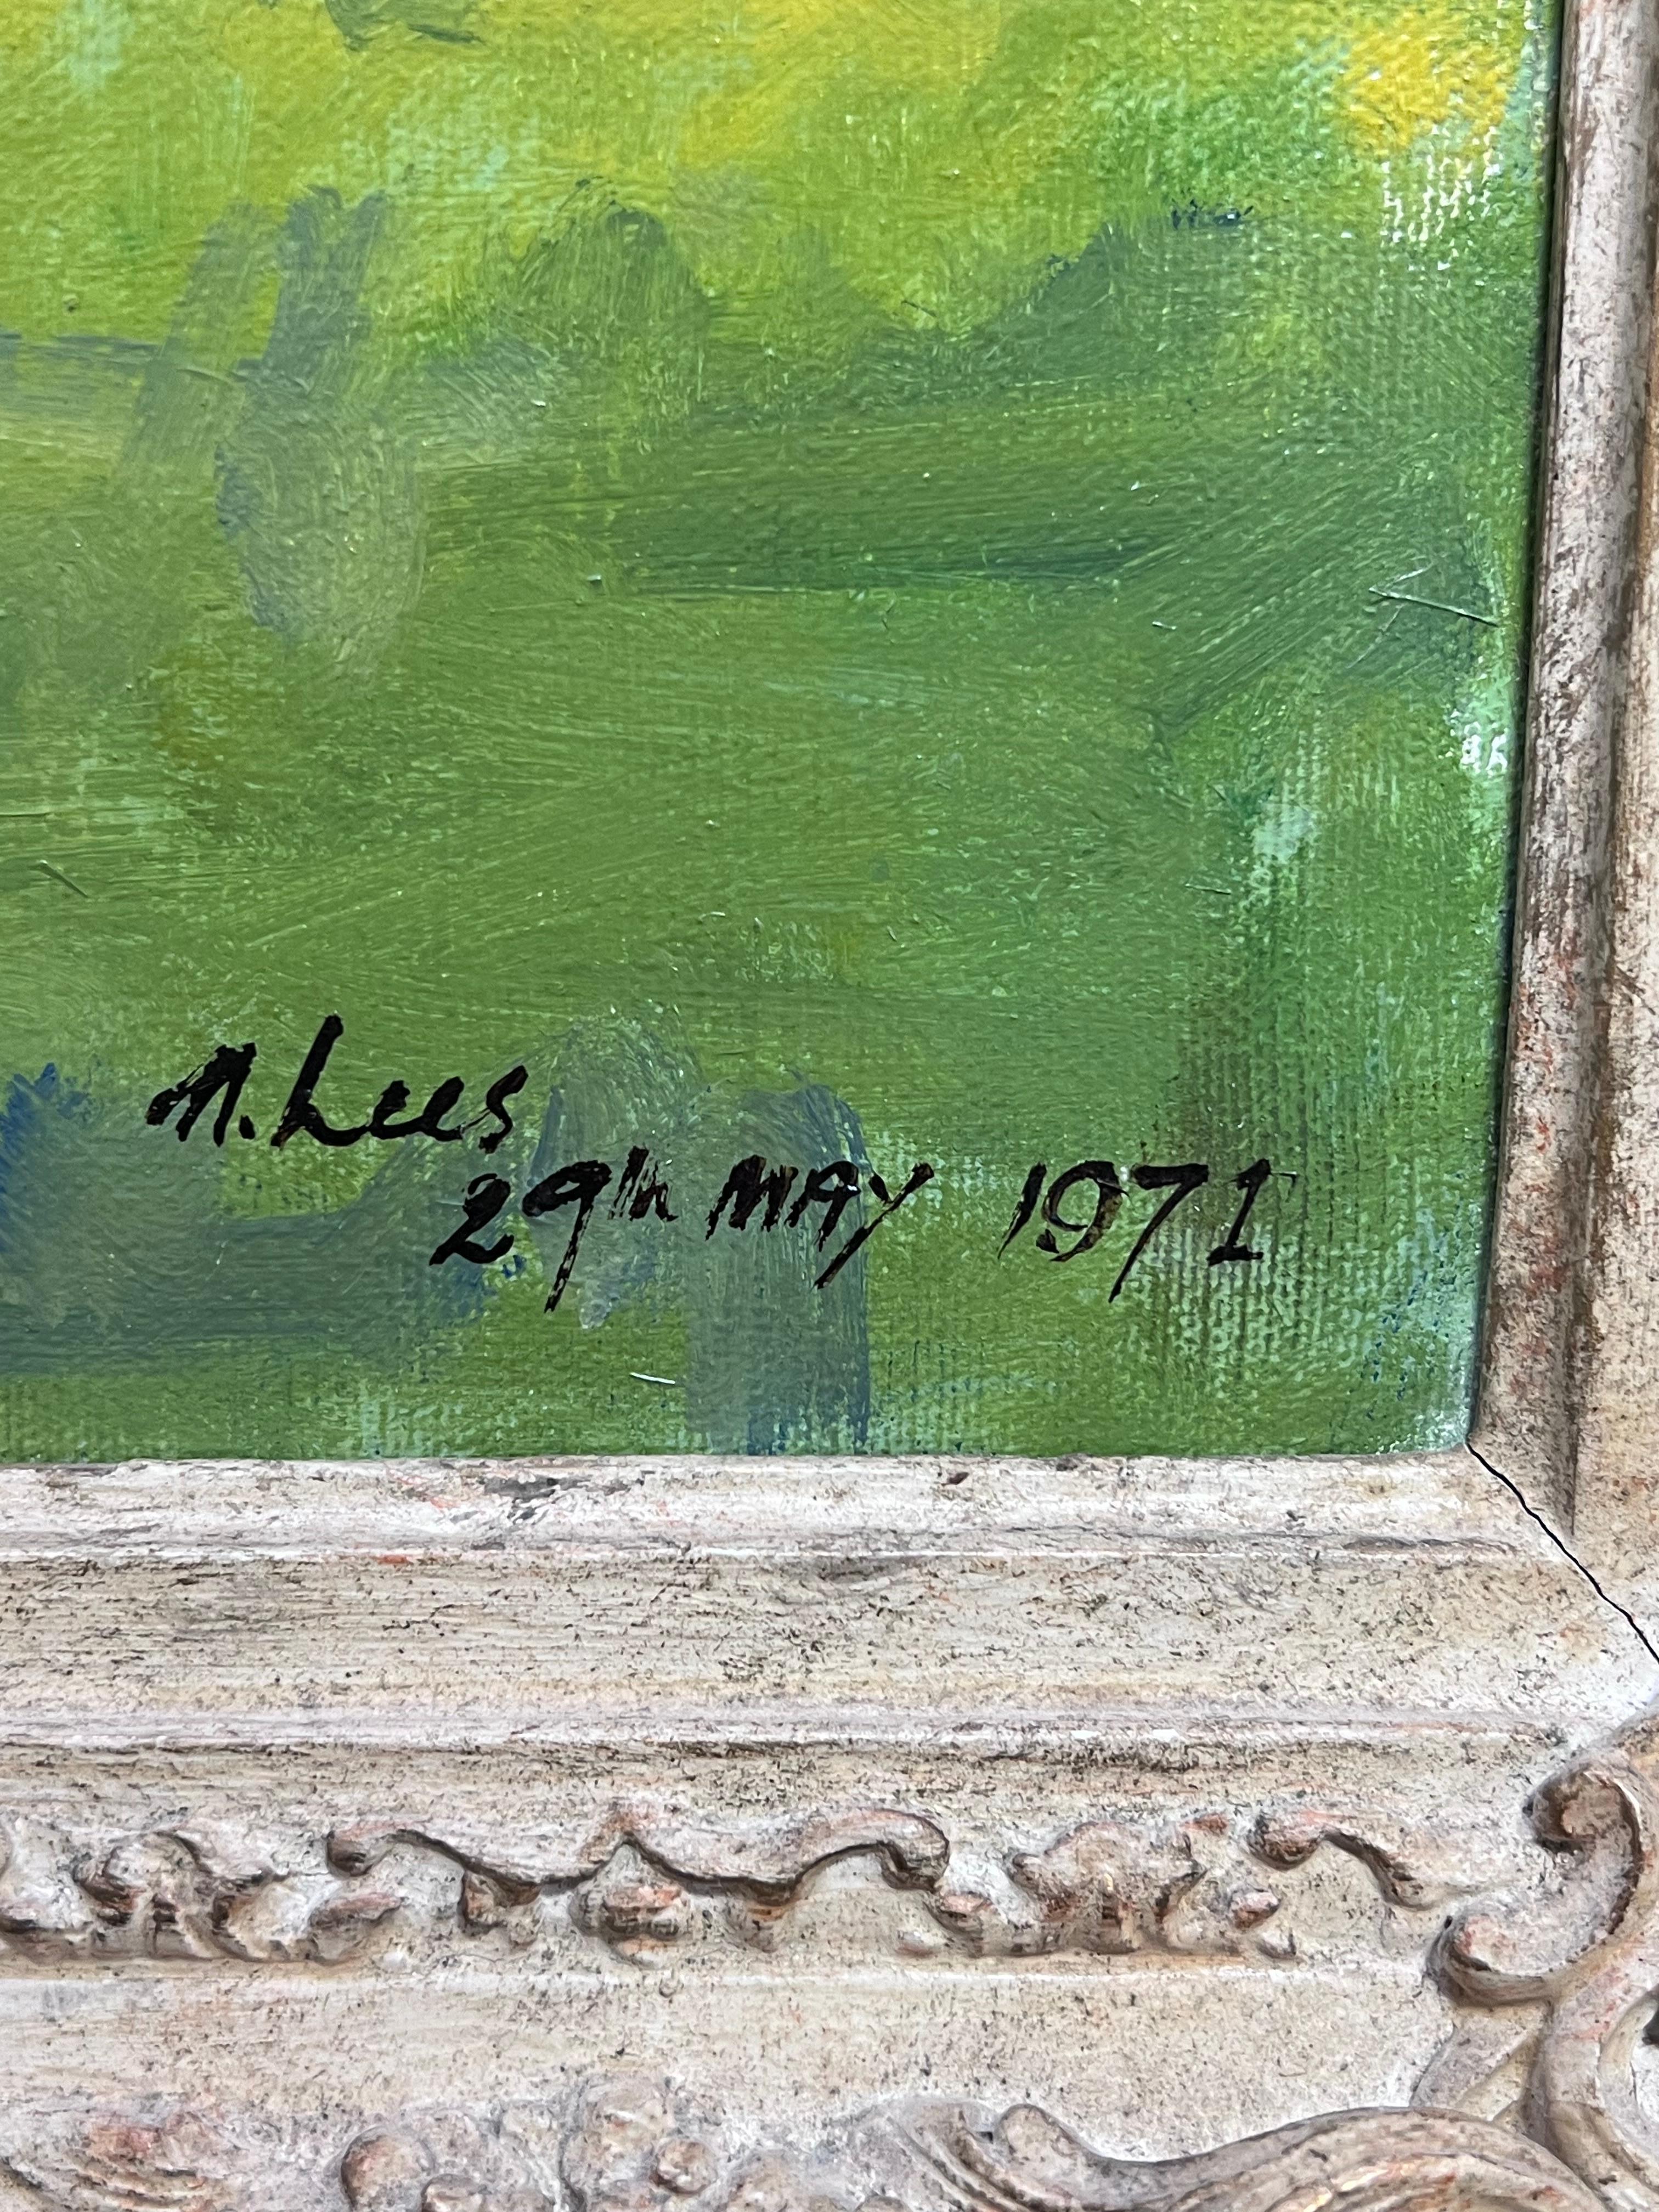 N. Lees
29th MAY 1971